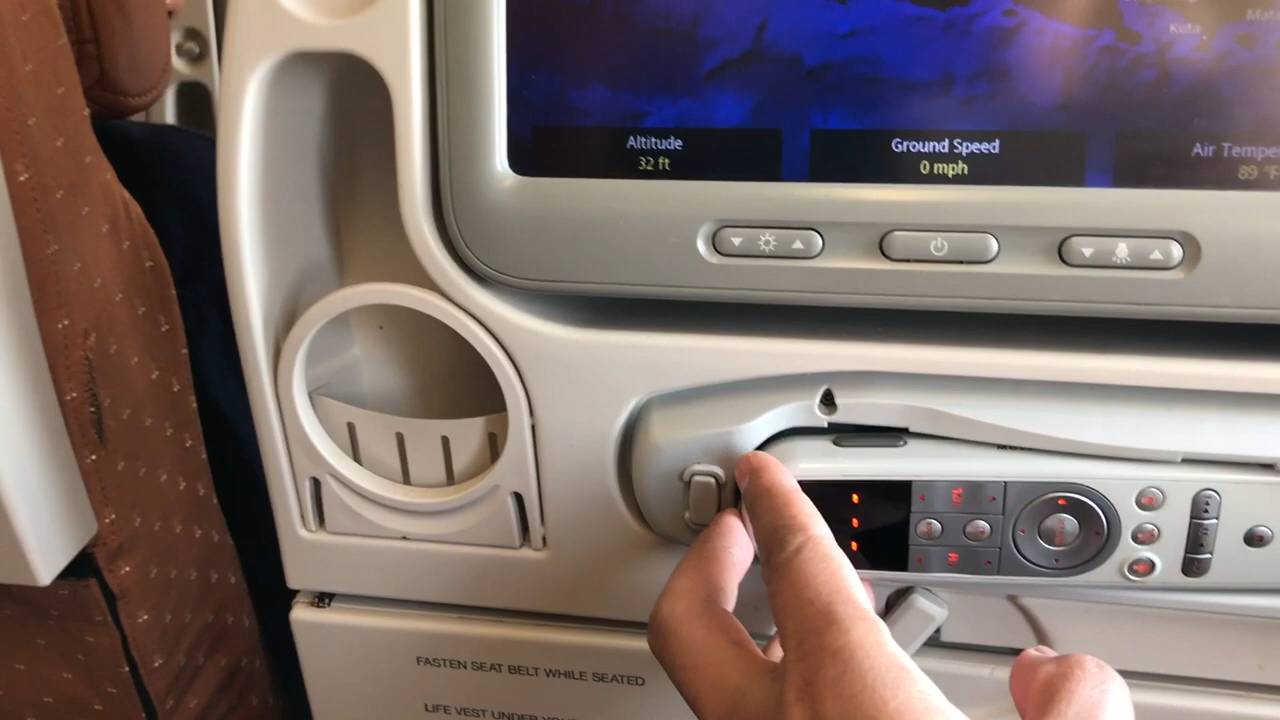 Kuta
Altitude
32 ft
Ground Speed
0 mph
Air Tempe
89 °F
FASTEN SEAT BELT WHILE SEATED
LIFE VEST UNDER YOU